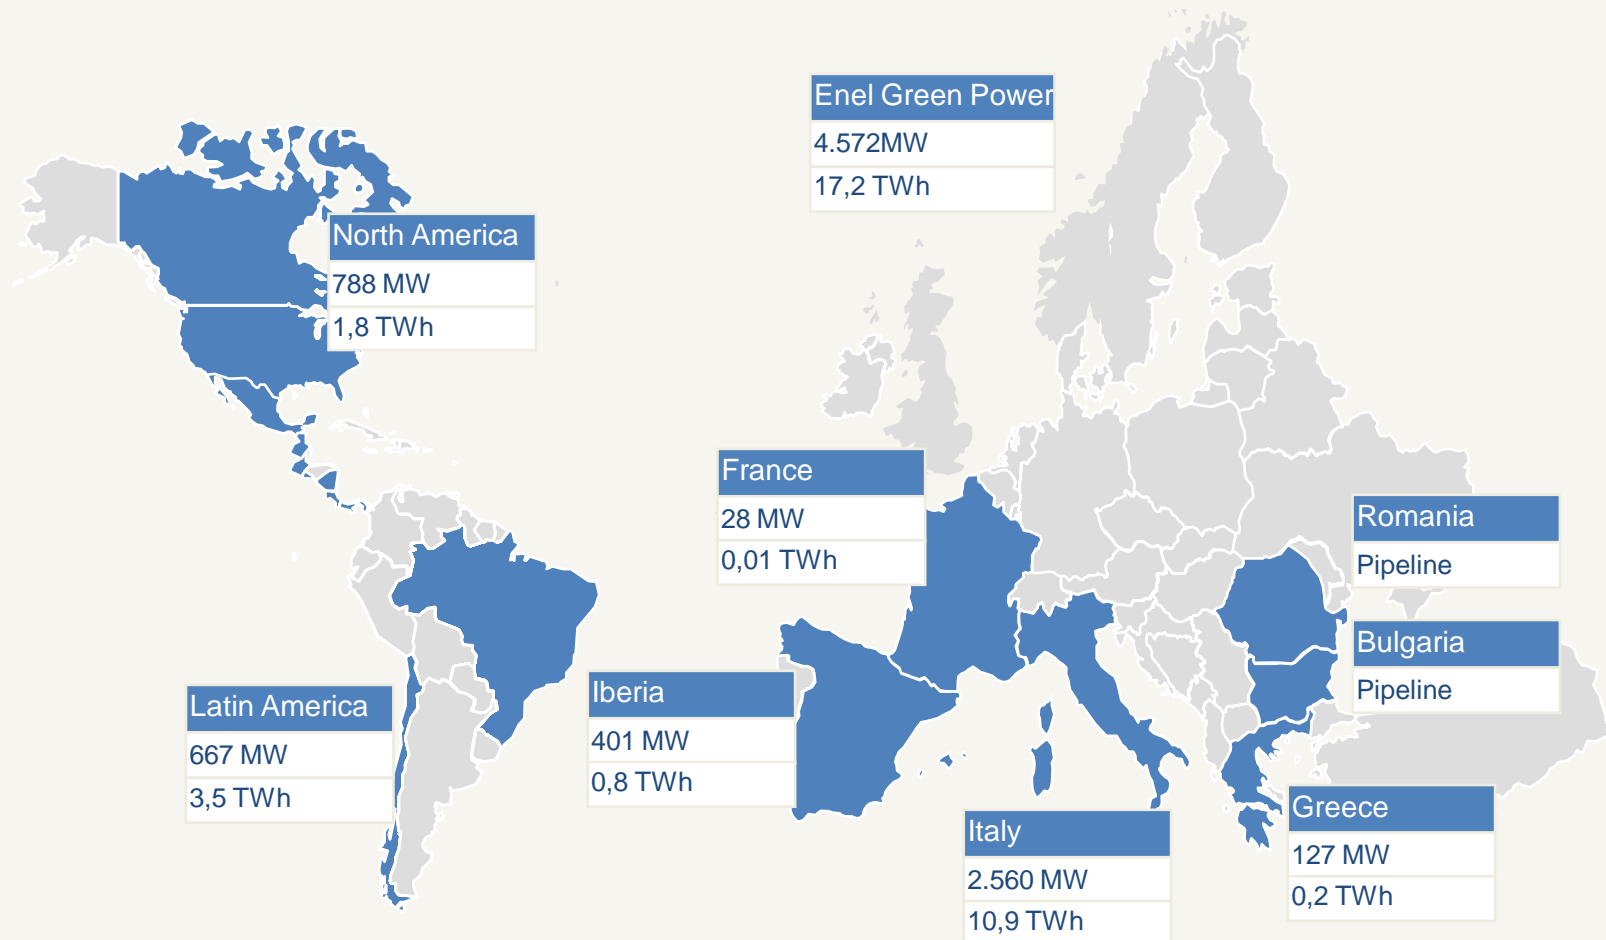 Enel Green Power
4.572MW
17,2 TWh
North America
788 MW
1,8 TWh
France
28 MW
0,01 TWh
Romania
Pipeline
Bulgaria
Pipeline
Latin America
667 MW
3,5 TWh
Iberia
401 MW
0,8 TWh
Italy
2.560 MW
10,9 TWh
Greece
127 MW
0,2 TWh